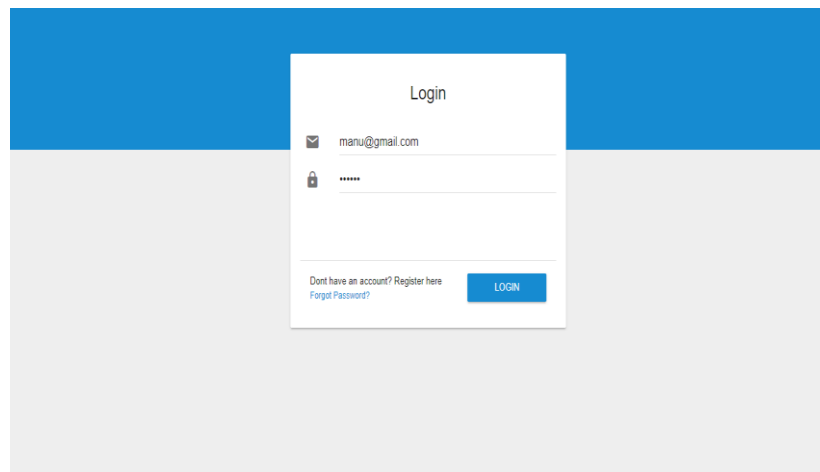 Login
manu@gmail.com
••••••
Dont have an account? Register here
Forgot Password?
LOGIN